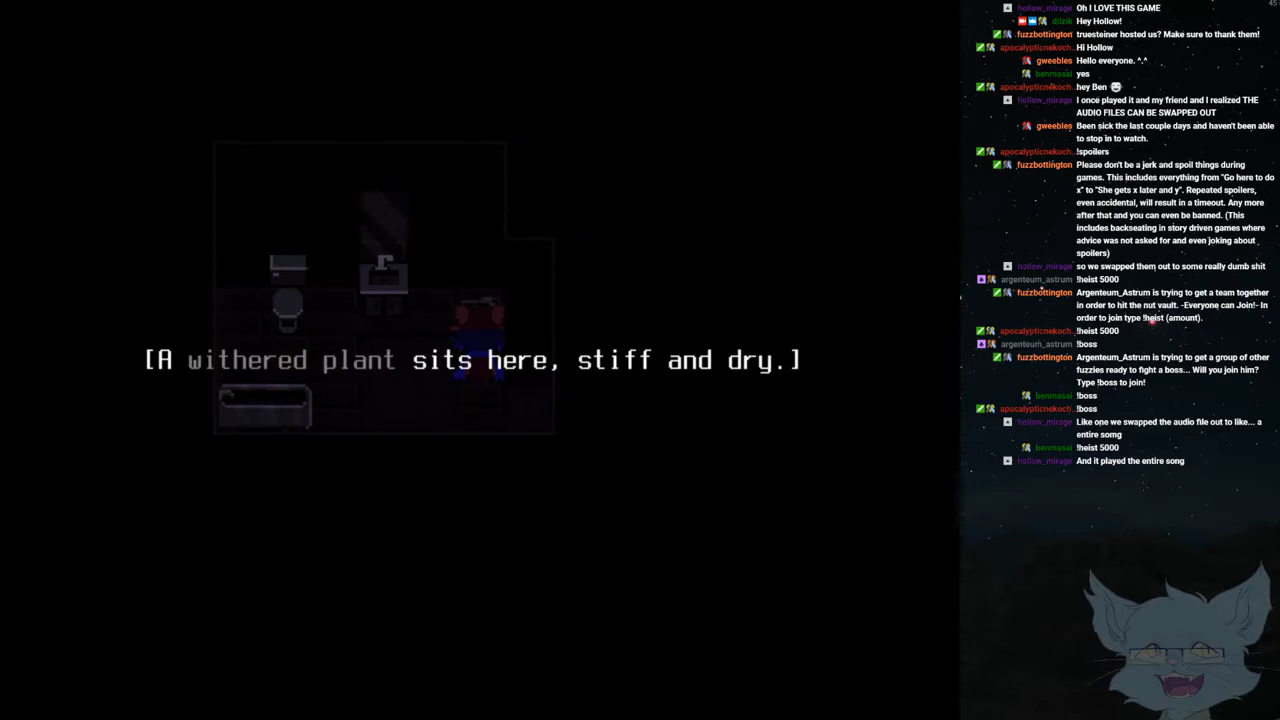 45
hollow_mirage Oh I LOVE THIS GAME
ditzik Hey Hollow!
fuzzbottington truesteiner hosted us? Make sure to thank them!
apocalypticnekoch... Hi Hollow
gweebles Hello everyone. ^.^
benmasai yes
apocalypticnekoch... hey Ben
hollow_mirage I once played it and my friend and I realized THE
AUDIO FILES CAN BE SWAPPED OUT
gweebles Been sick the last couple days and haven't been able
to stop in to watch.
apocalypticnekoch... !spoilers
fuzzbottington Please don't be a jerk and spoil things during
games. This includes everything from "Go here to do
x" to "She gets x later and y". Repeated spoilers,
even accidental, will result in a timeout. Any more
after that and you can even be banned. (This
includes backseating in story driven games where
advice was not asked for and even joking about
spoilers)
hollow_mirage so we swapped them out to some really dumb shit
argenteum_astrum !heist 5000
fuzzbottington Argenteum_Astrum is trying to get a team together
in order to hit the nut vault. -Everyone can Join!- In
order to join type !heist (amount).
apocalypticnekoch... !heist 5000
argenteum_astrum !boss
fuzzbottington Argenteum_Astrum is trying to get a group of other
fuzzies ready to fight a boss... Will you join him?
Type !boss to join!
benmasai !boss
apocalypticnekoch... !boss
hollow_mirage Like one we swapped the audio file out to like... a
entire somg
benmasai !heist 5000
hollow_mirage And it played the entire song
[A withered plant sits here, stiff and dry.]